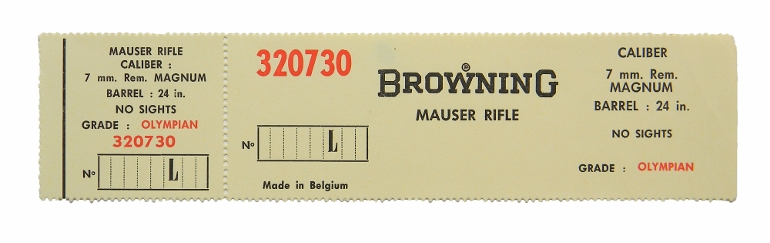 MAUSER RIFLE
CALIBER :
7 mm. Rem. MAGNUM
BARREL : 24 in.
NO SIGHTS
GRADE : OLYMPIAN
320730
Nº L
320730
Nº L
Made in Belgium
BROWNING®
MAUSER RIFLE
CALIBER
7 mm. Rem.
MAGNUM
BARREL : 24 in.
NO SIGHTS
GRADE : OLYMPIAN